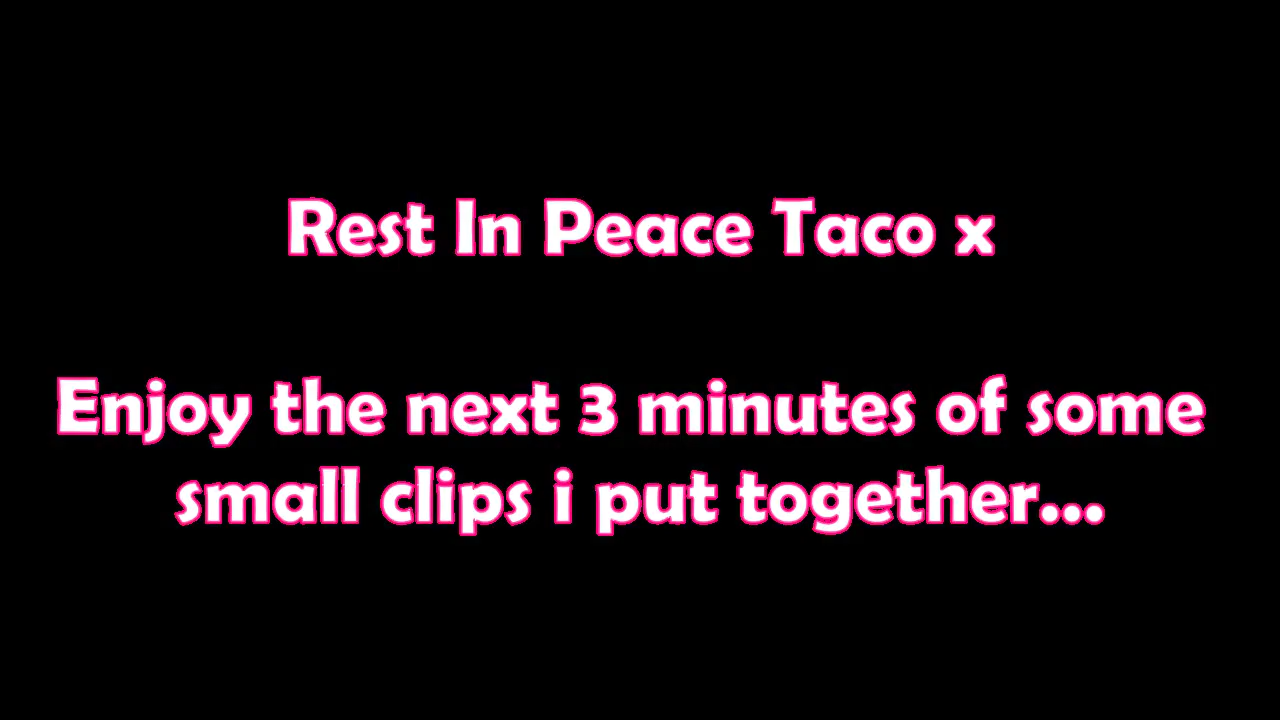 Rest In Peace Taco x
Enjoy the next 3 minutes of some
small clips i put together...